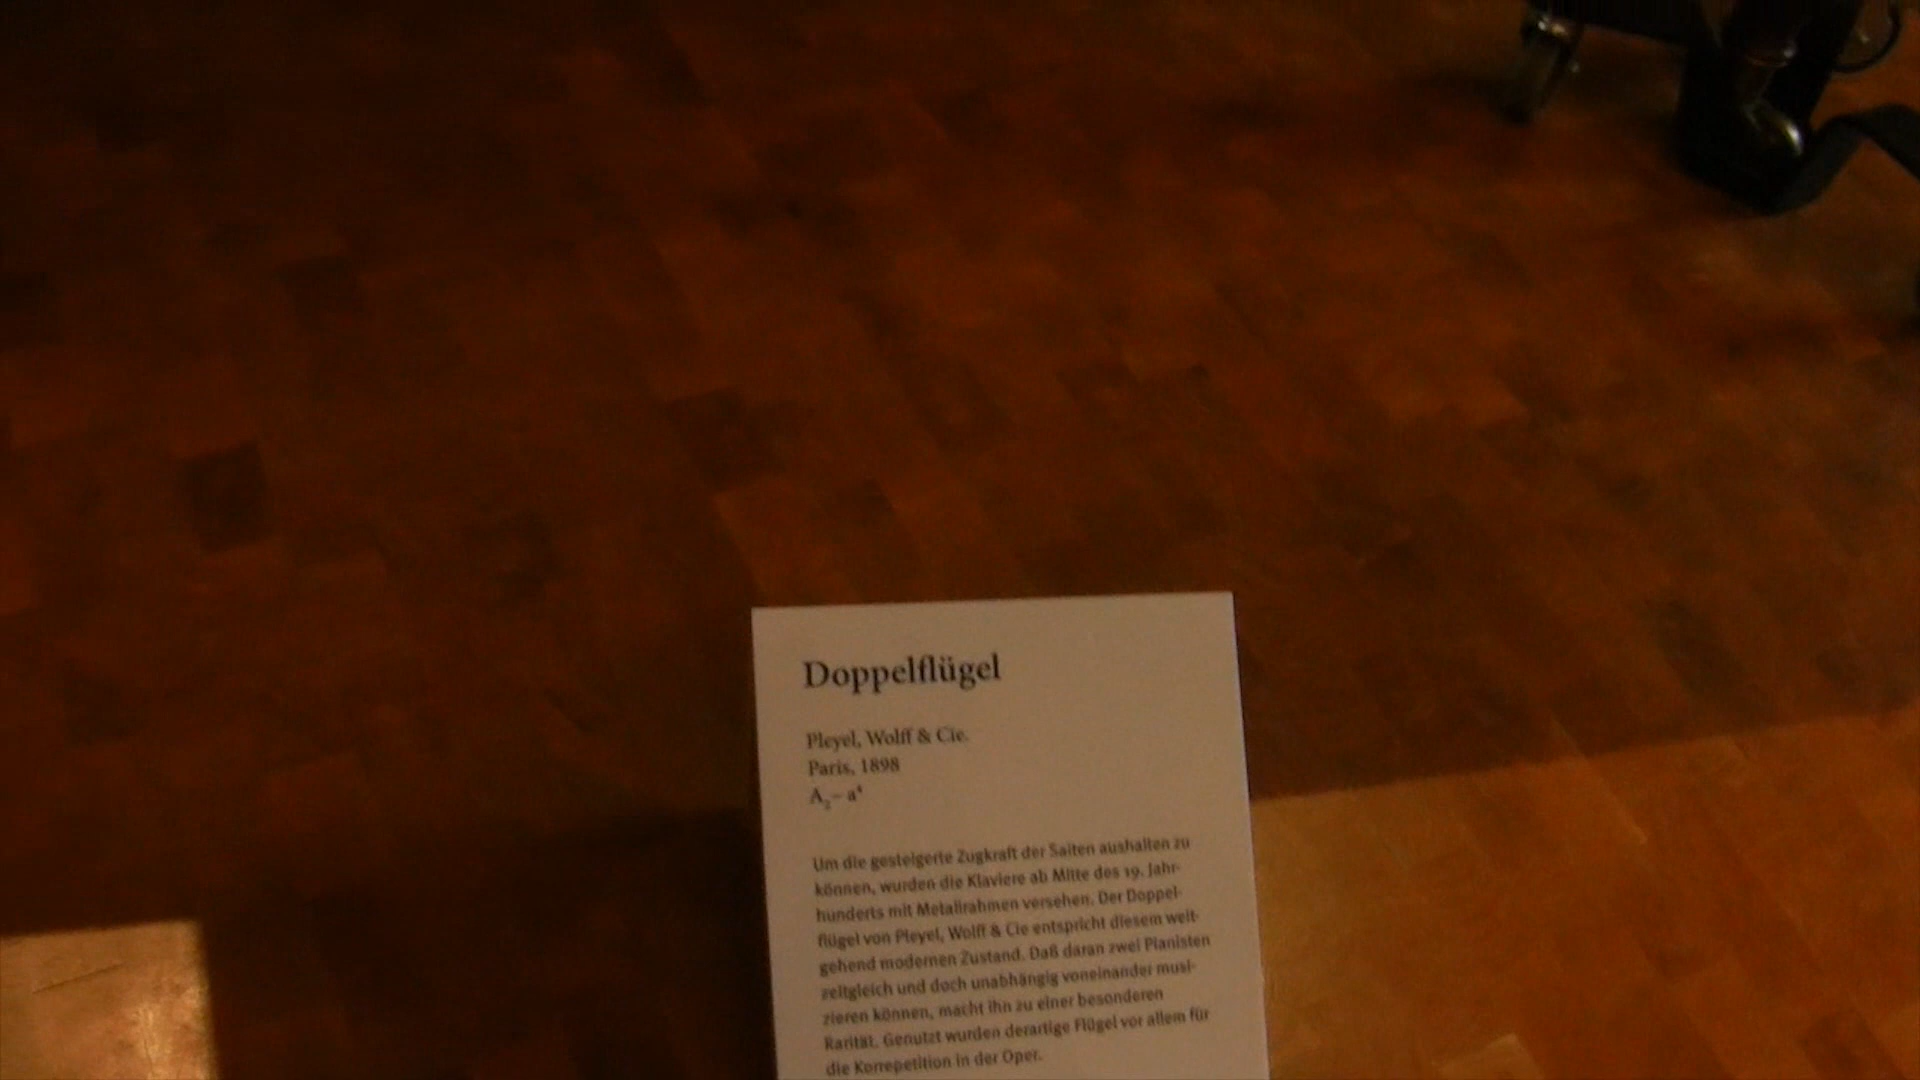 Doppelflügel
Pleyel, Wolff & Cie.
Paris, 1898
A₂– a⁴
Um die gesteigerte Zugkraft der Saiten aushalten zu
können, wurden die Klaviere ab Mitte des 19. Jahr-
hunderts mit Metallrahmen versehen. Der Doppel-
flügel von Pleyel, Wolff & Cie entspricht diesem weit-
gehend modernen Zustand. Daß daran zwei Pianisten
zeitgleich und doch unabhängig voneinander musi-
zieren können, macht ihn zu einer besonderen
Rarität. Genutzt wurden derartige Flügel vor allem für
die Korrepetition in der Oper.